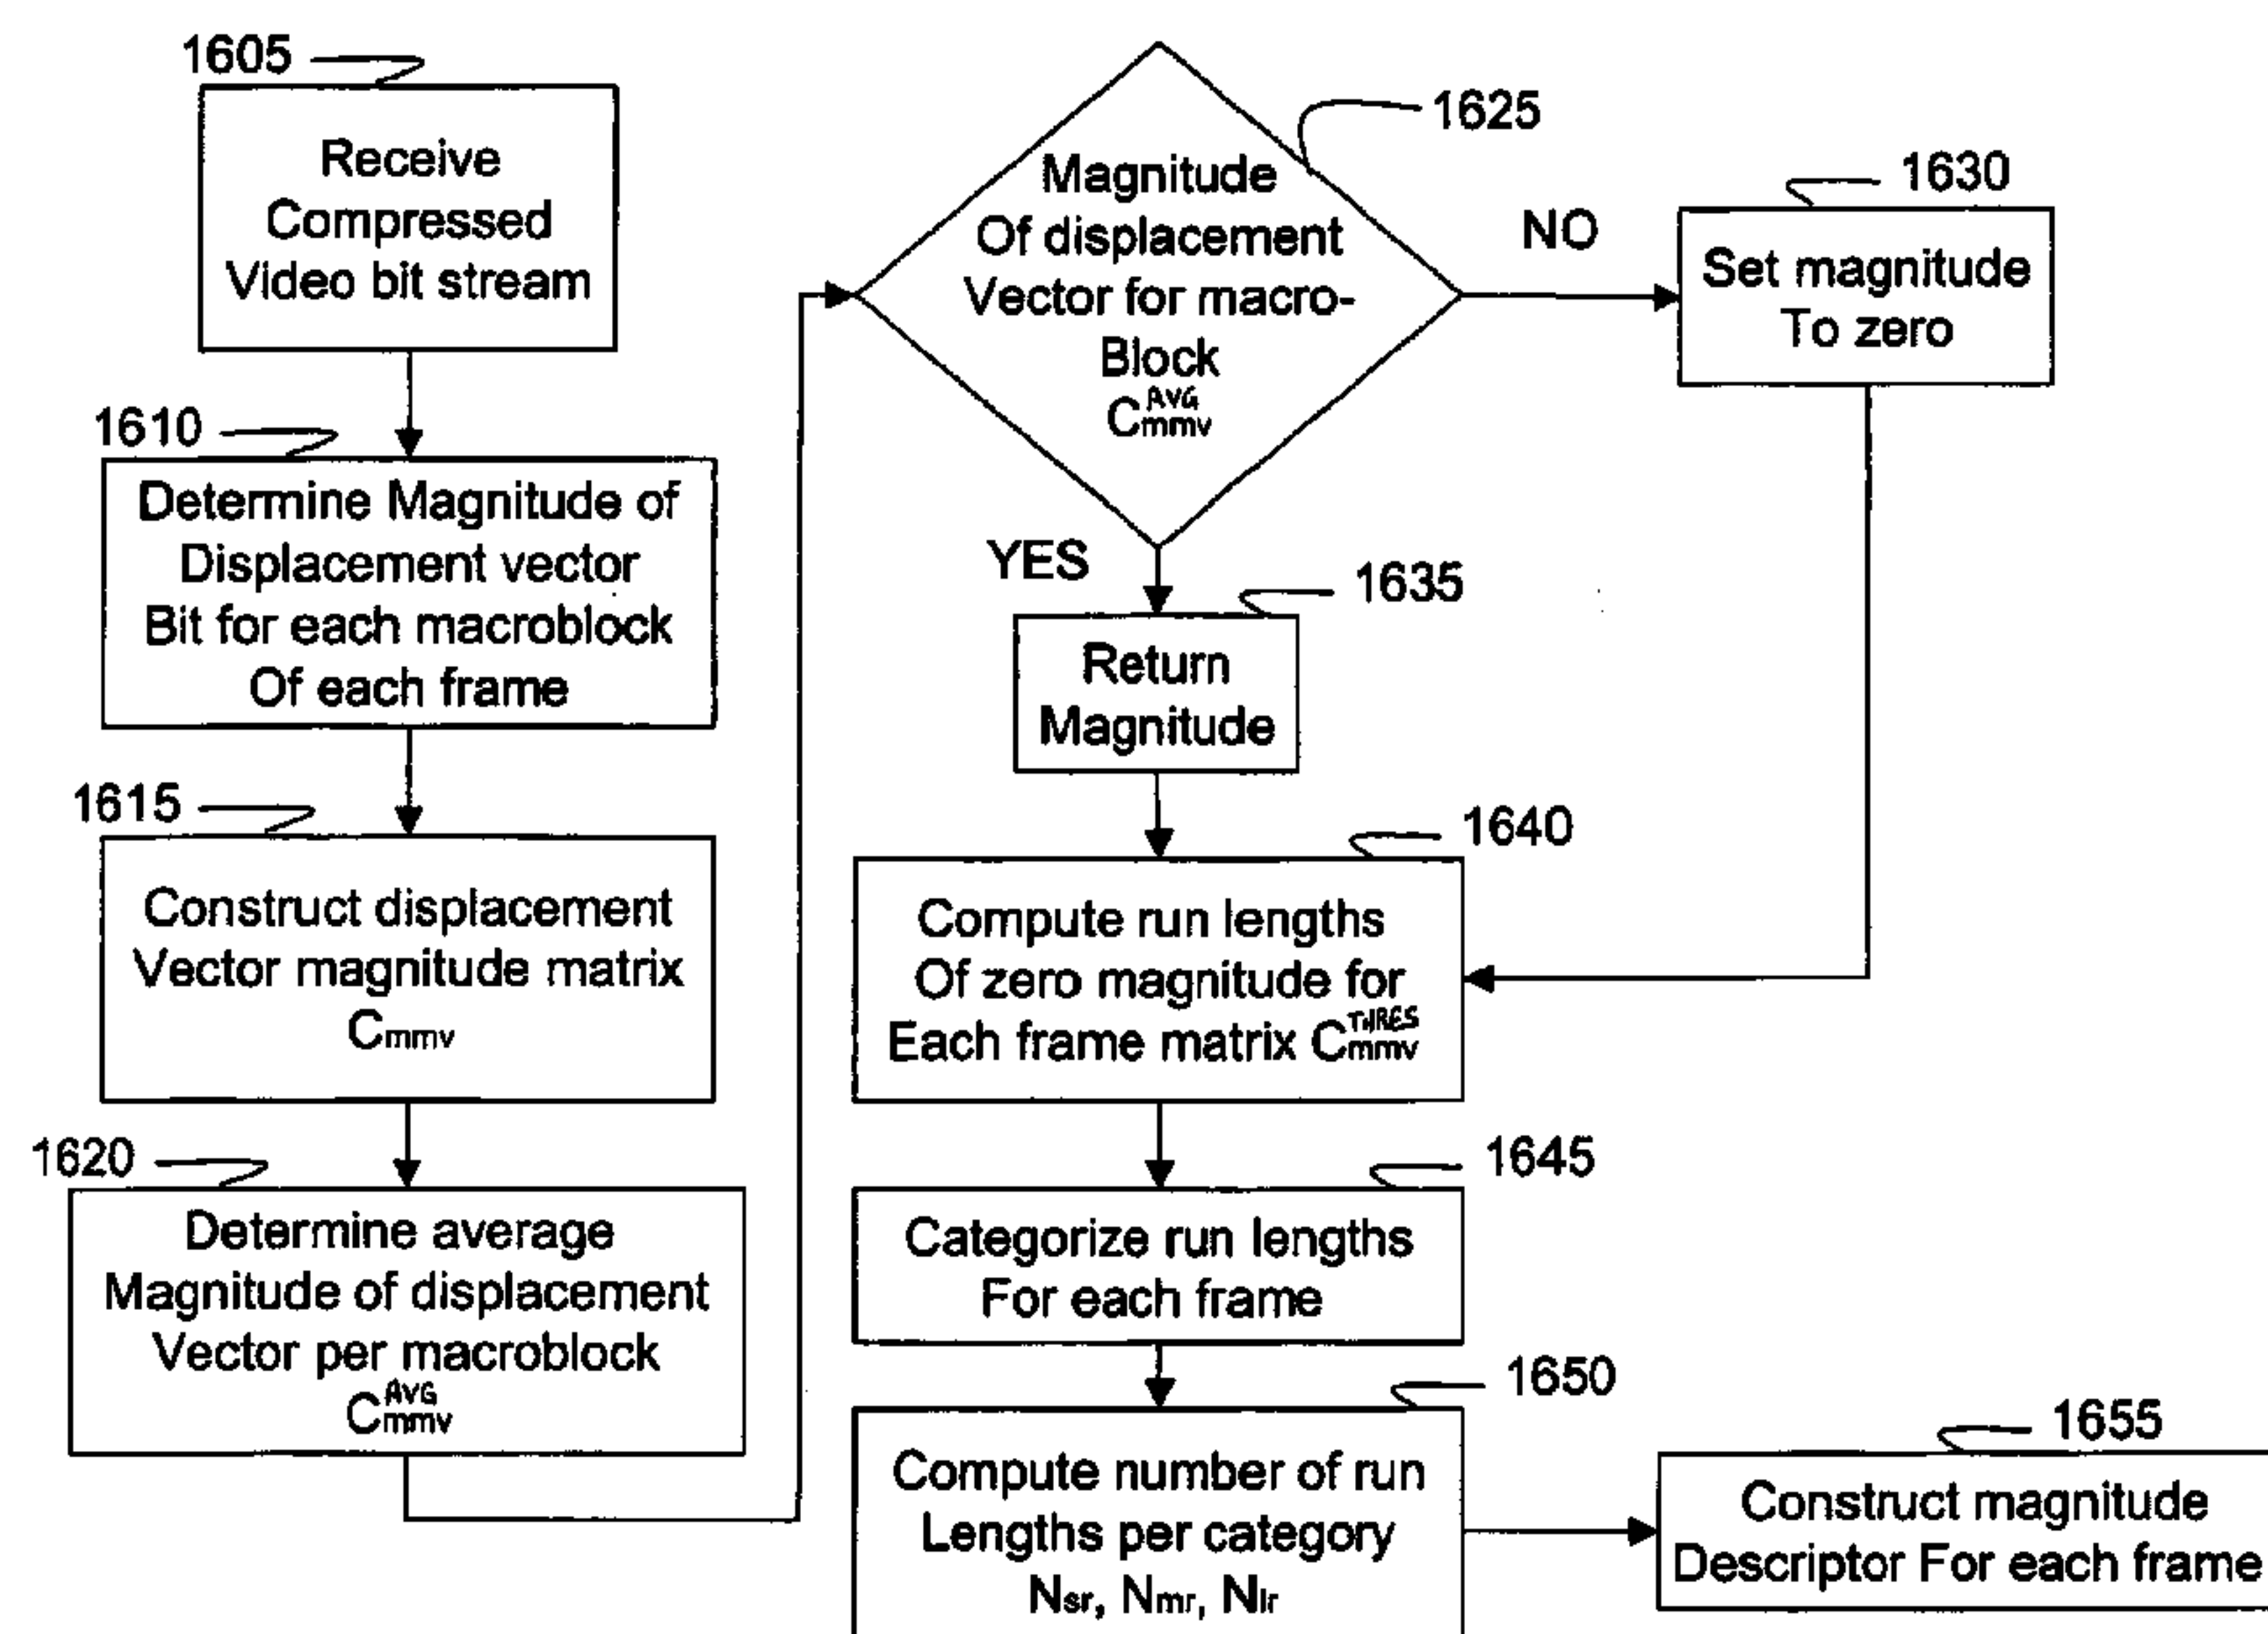 1605
Receive
Compressed
Video bit stream
1610
Determine Magnitude of
Displacement vector
Bit for each macroblock
Of each frame
1615
Construct displacement
Vector magnitude matrix
Cmmv
1620
Determine average
Magnitude of displacement
Vector per macroblock
C AVG mmv
1625
Magnitude
Of displacement
Vector for macro-
Block
C AVG mmv
NO
1630
Set magnitude
To zero
YES
1635
Return
Magnitude
1640
Compute run lengths
Of zero magnitude for
Each frame matrix C THRES mmv
1645
Categorize run lengths
For each frame
1650
Compute number of run
Lengths per category
Nsr, Nmr, Nlr
1655
Construct magnitude
Descriptor For each frame